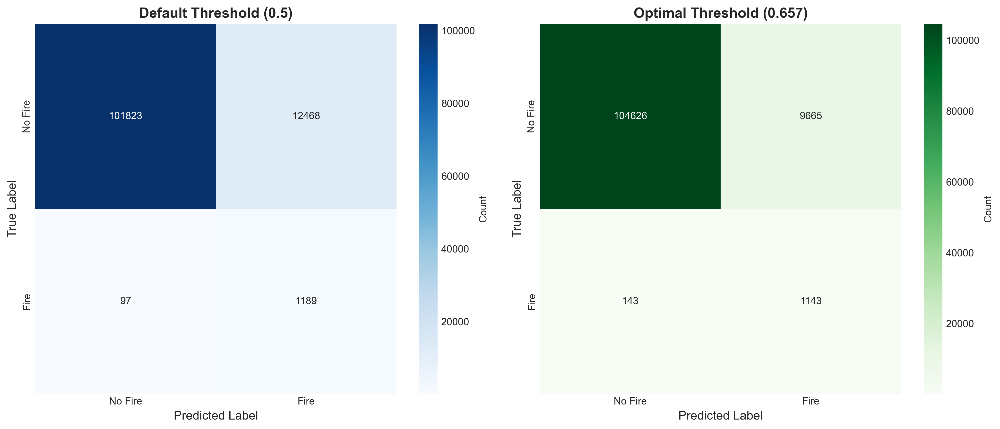 Default Threshold (0.5)
True Label
No Fire
Fire
101823
12468
97
1189
No Fire
Fire
Predicted Label
100000
80000
60000
40000
20000
Count
Optimal Threshold (0.657)
True Label
No Fire
Fire
104626
9665
143
1143
No Fire
Fire
Predicted Label
100000
80000
60000
40000
20000
Count